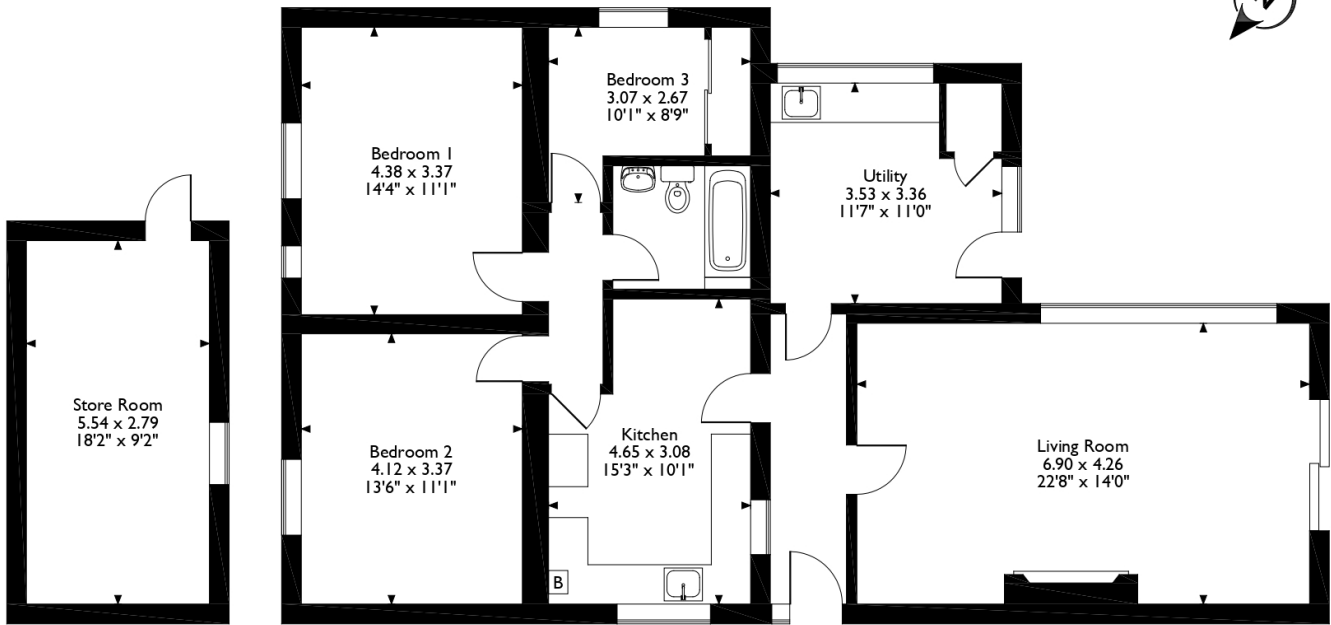 Bedroom 3
3.07 x 2.67
10'1" x 8'9"
Bedroom 1
4.38 x 3.37
14'4" x 11'1"
Utility
3.53 x 3.36
11'7" x 11'0"
Store Room
5.54 x 2.79
18'2" x 9'2"
Bedroom 2
4.12 x 3.37
13'6" x 11'1"
Kitchen
4.65 x 3.08
15'3" x 10'1"
Living Room
6.90 x 4.26
22'8" x 14'0"
B